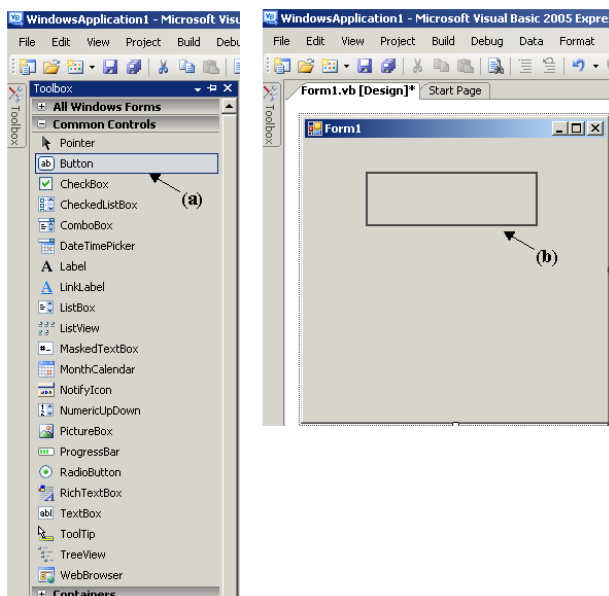 WindowsApplication1 - Microsoft Visu
File Edit View Project Build Debu
Toolbox
Toolbox
All Windows Forms
Common Controls
Pointer
Button
CheckBox
(a)
CheckedListBox
ComboBox
DateTimePicker
A Label
A LinkLabel
ListBox
ListView
MaskedTextBox
MonthCalendar
NotifyIcon
NumericUpDown
PictureBox
ProgressBar
RadioButton
RichTextBox
TextBox
ToolTip
TreeView
WebBrowser
Containers
WindowsApplication1 - Microsoft Visual Basic 2005 Expre
File Edit View Project Build Debug Data Format
Toolbox
Form1.vb [Design]* Start Page
Form1
(b)